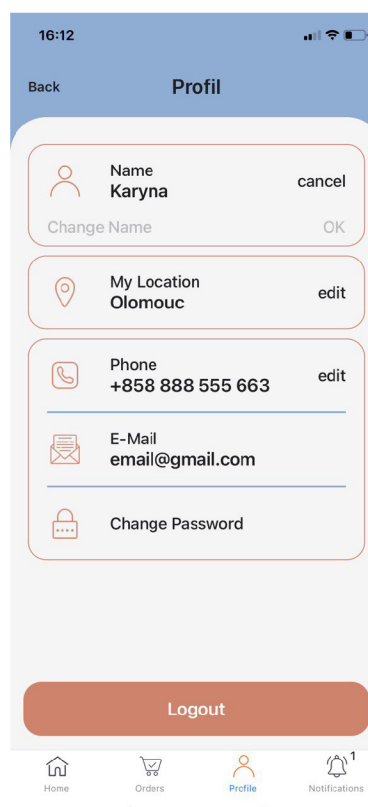 16:12
Back Profil
Name
Karyna cancel
Change Name OK
My Location
Olomouc edit
Phone
+858 888 555 663 edit
E-Mail
email@gmail.com
Change Password
Logout
1
Home Orders Prcfile Notifications